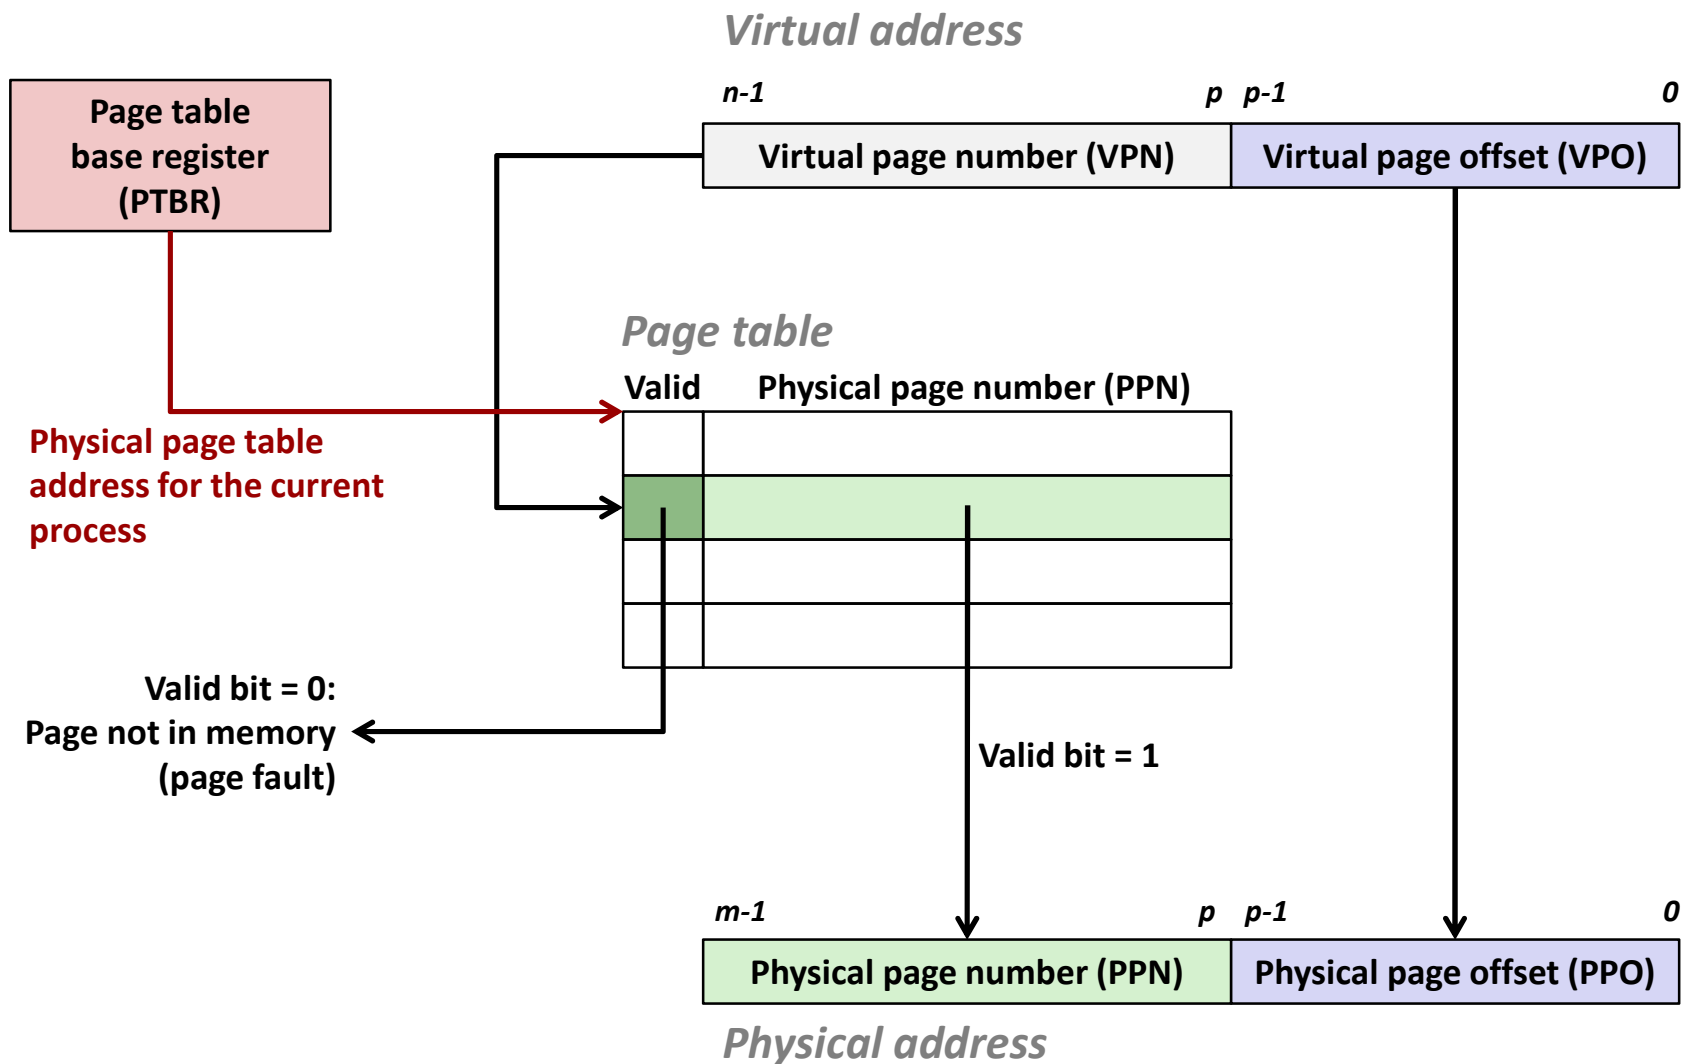 Virtual address
n-1 p p-1 0
Page table
base register
(PTBR)
Virtual page number (VPN) Virtual page offset (VPO)
Page table
Valid Physical page number (PPN)
Physical page table
address for the current
process
Valid bit = 0:
Page not in memory
(page fault)
Valid bit = 1
m-1 p p-1 0
Physical page number (PPN) Physical page offset (PPO)
Physical address